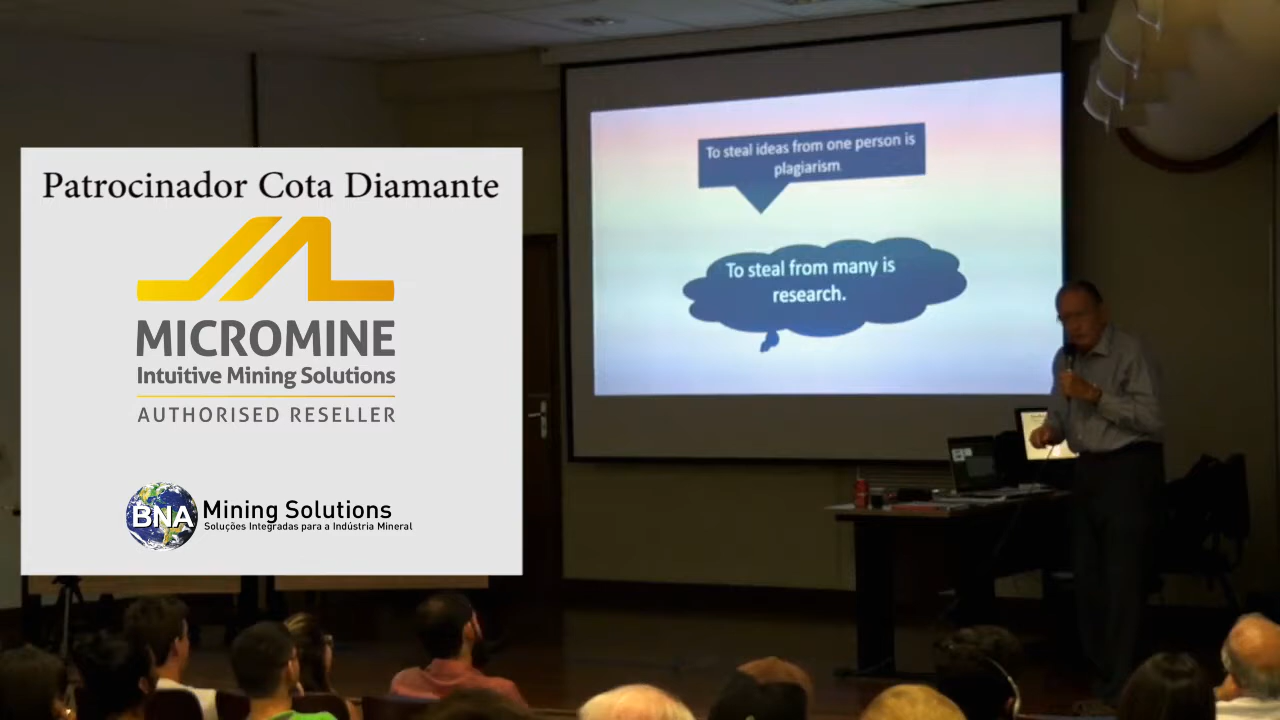 Patrocinador Cota Diamante
MICROMINE
Intuitive Mining Solutions
AUTHORISED RESELLER
BNA Mining Solutions
Soluções Integradas para a Indústria Mineral
To steal ideas from one person is
plagiarism
To steal from many is
research.